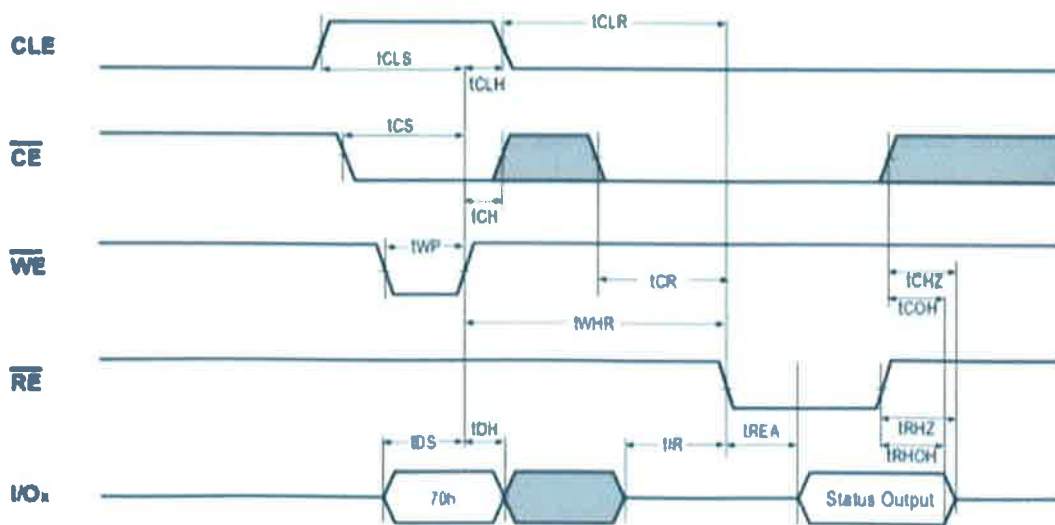 CLE
tCLR
tCLS
tCLH
CE
tCS
tCH
WE
tWP
tCR
tCHZ
tCOH
tWHR
RE
tDS
tDH
tIR
tREA
tRHZ
tRHOH
I/Ox
70h
Status Output